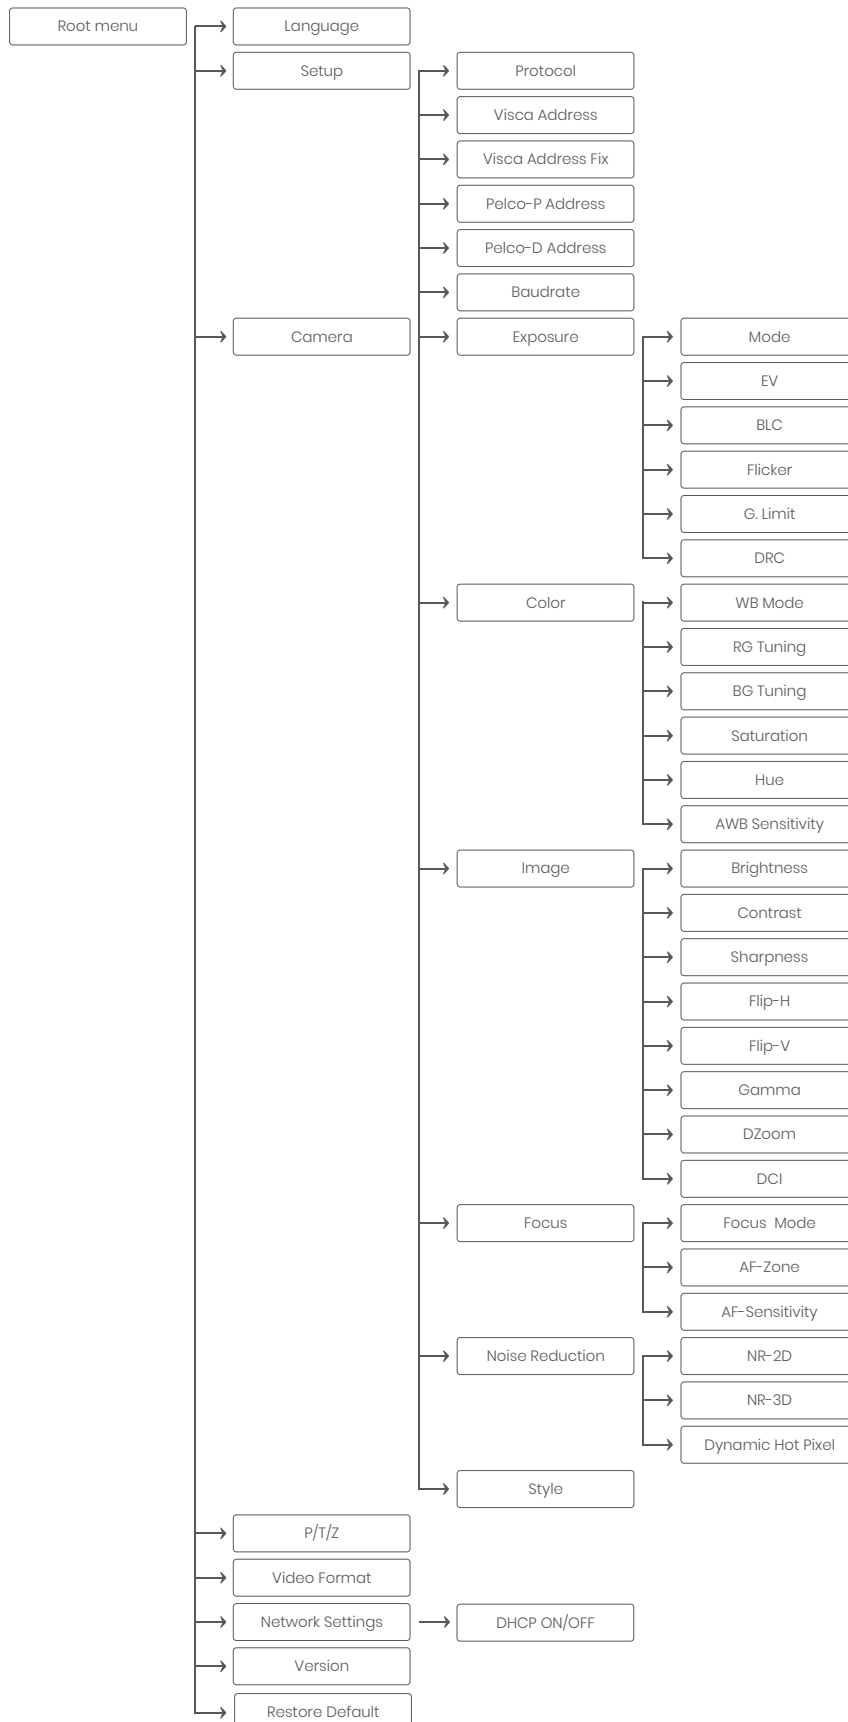 Root menu
Language
Setup
Protocol
Visca Address
Visca Address Fix
Pelco-P Address
Pelco-D Address
Baudrate
Camera
Exposure
Mode
EV
BLC
Flicker
G. Limit
DRC
Color
WB Mode
RG Tuning
BG Tuning
Saturation
Hue
AWB Sensitivity
Image
Brightness
Contrast
Sharpness
Flip-H
Flip-V
Gamma
DZoom
DCI
Focus
Focus Mode
AF-Zone
AF-Sensitivity
Noise Reduction
NR-2D
NR-3D
Dynamic Hot Pixel
Style
P/T/Z
Video Format
Network Settings
DHCP ON/OFF
Version
Restore Default